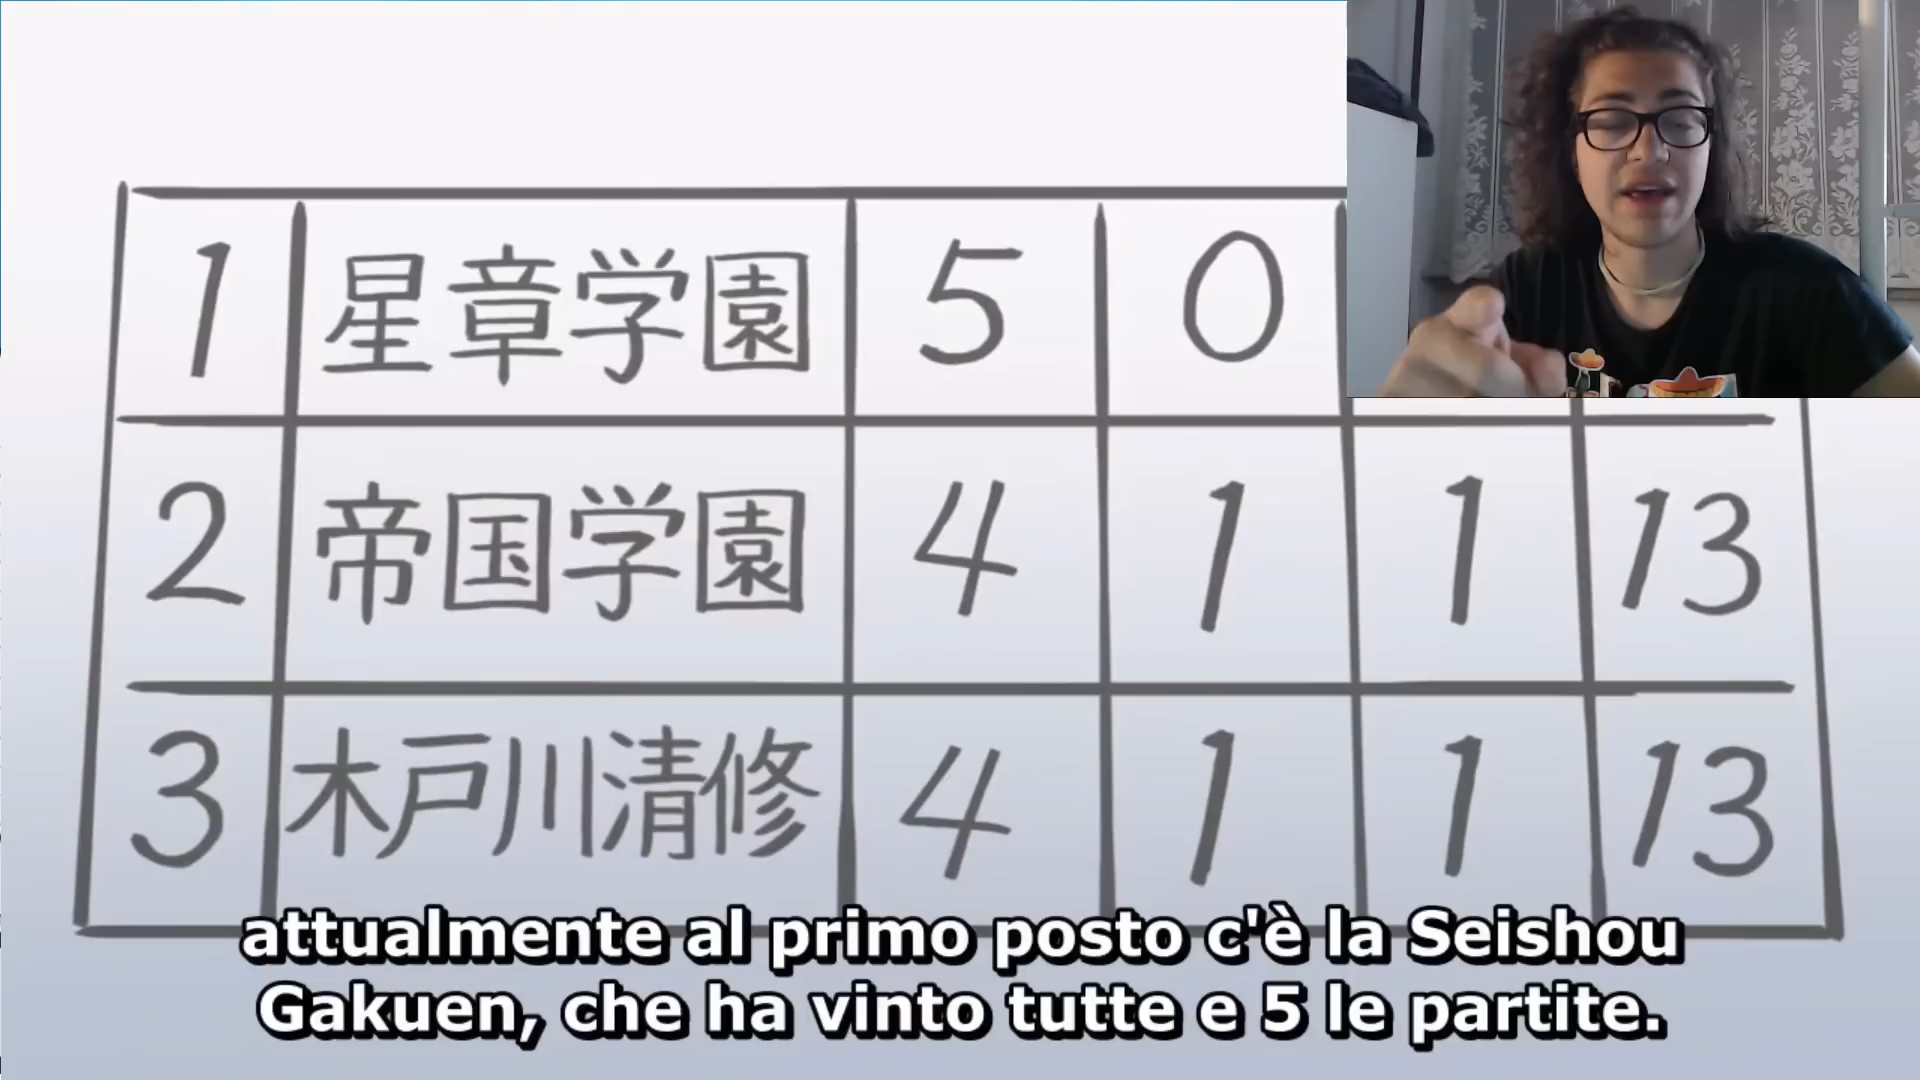 1 星章学園 5 0
2 帝国学園 4 1 1 13
3 木戸川清修 4 1 1 13
attualmente al primo posto c'è la Seishou
Gakuen, che ha vinto tutte e 5 le partite.